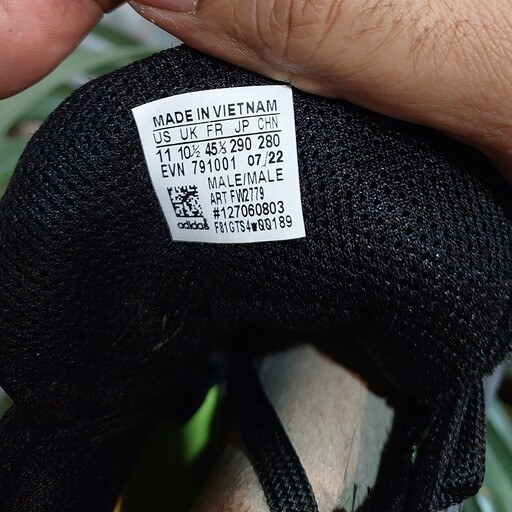 MADE IN VIETNAM
US UK FR JP CHN
11 10½ 45⅓ 290 280
EVN 791001 07/22
MALE/MALE
ART FW2779
#127060803
adidas F81GTS4W00189